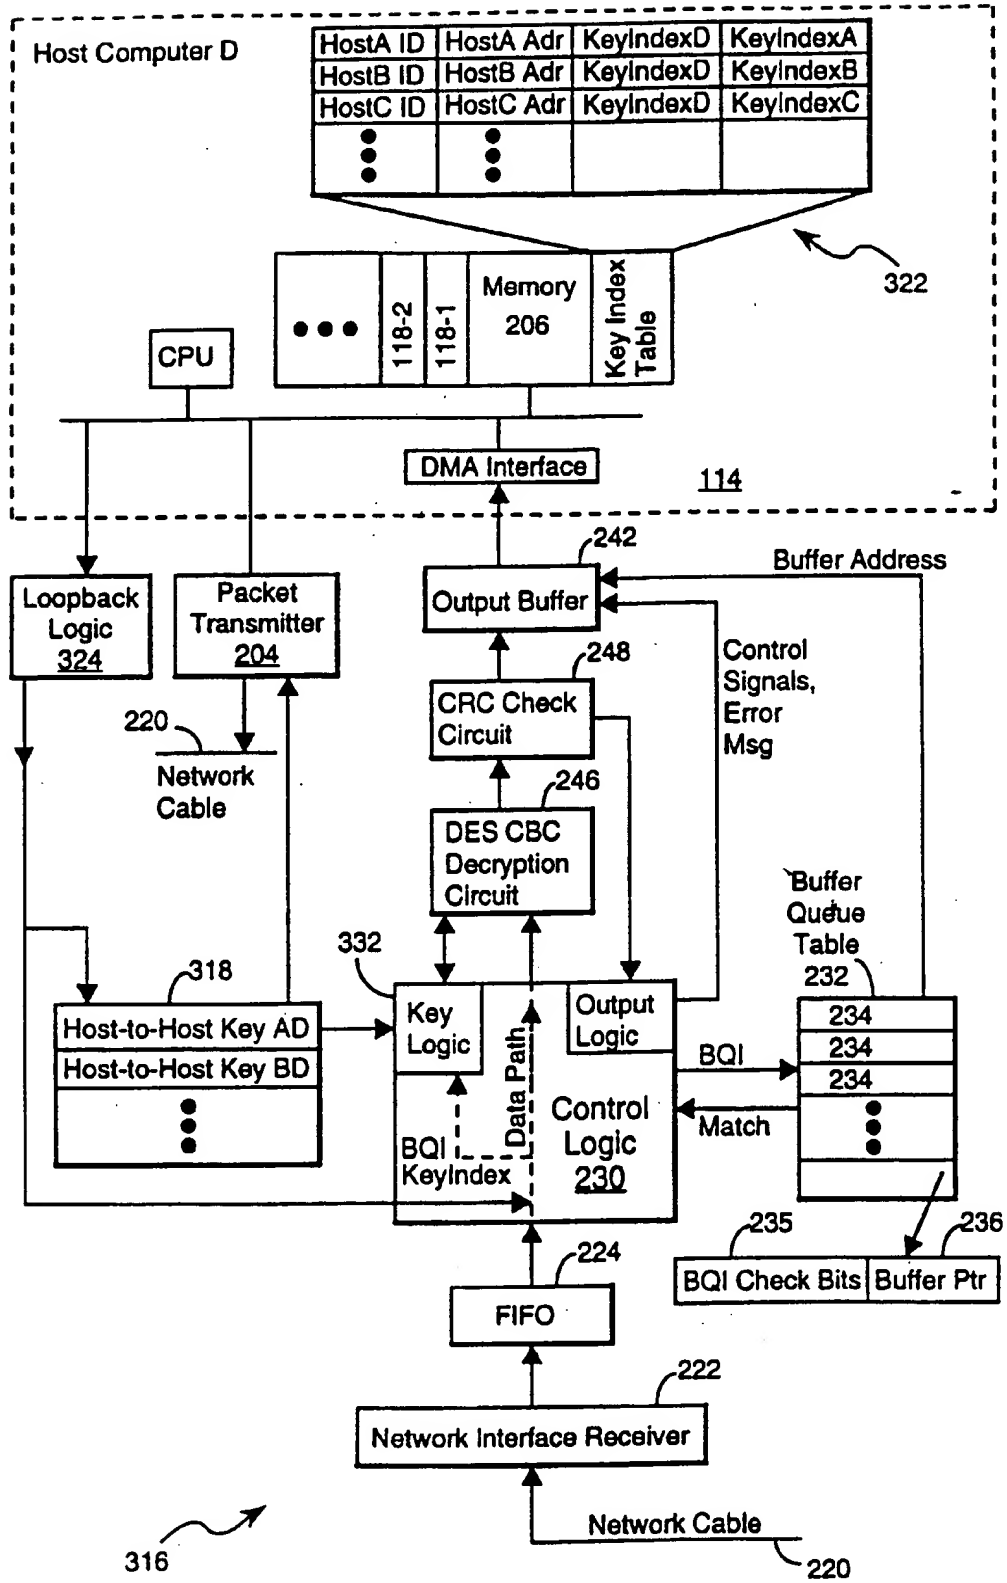 Host Computer D
HostA ID HostA Adr KeyIndexD KeyIndexA
HostB ID HostB Adr KeyIndexD KeyIndexB
HostC ID HostC Adr KeyIndexD KeyIndexC
322
118-2
118-1
Memory
206
Key Index
Table
CPU
DMA Interface
114
242
Buffer Address
Output Buffer
Loopback
Logic
324
Packet
Transmitter
204
Control
Signals,
Error
Msg
248
CRC Check
Circuit
220
Network
Cable
246
DES CBC
Decryption
Circuit
Buffer
Queue
Table
232
332
318
Host-to-Host Key AD
Host-to-Host Key BD
Key
Logic
Output
Logic
Data Path
BQI
234
234
234
Match
Control
Logic
230
BQI
KeyIndex
235
236
BQI Check Bits Buffer Ptr
224
FIFO
222
Network Interface Receiver
Network Cable
220
316